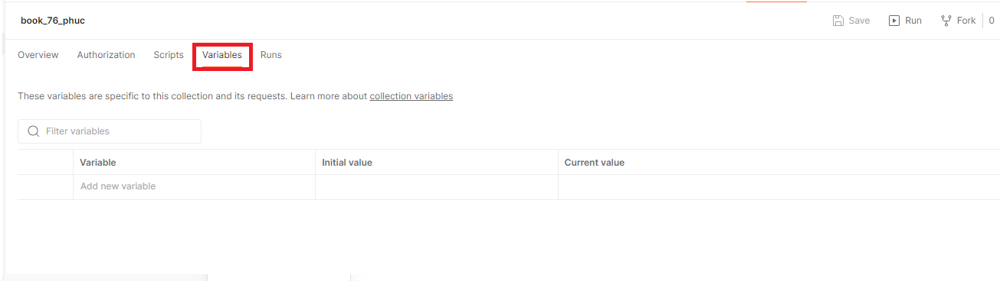 book_76_phuc
Save Run Fork 0
Overview Authorization Scripts Variables Runs
These variables are specific to this collection and its requests. Learn more about collection variables
Filter variables
Variable Initial value Current value
Add new variable